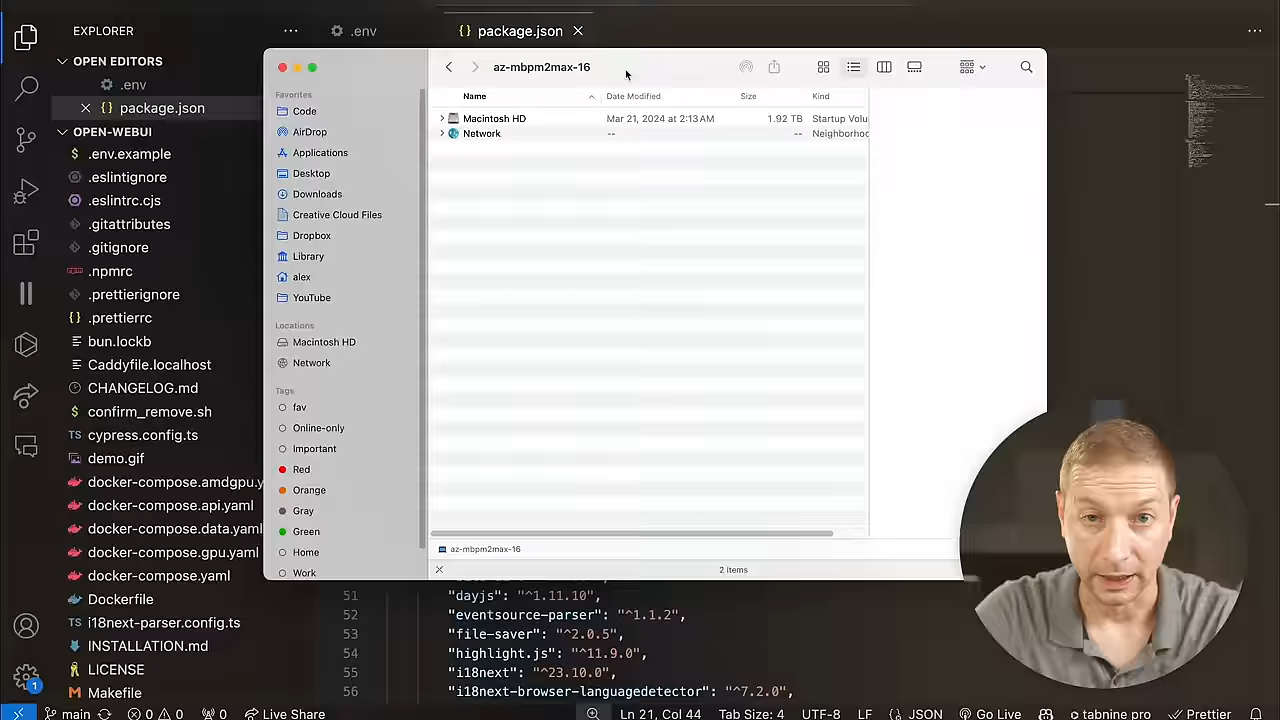 EXPLORER
.env
package.json
OPEN EDITORS
.env
package.json
OPEN-WEBUI
.env.example
.eslintignore
.eslintrc.cjs
.gitattributes
.gitignore
.npmrc
.prettierignore
.prettierrc
bun.lockb
Caddyfile.localhost
CHANGELOG.md
confirm_remove.sh
cypress.config.ts
demo.gif
docker-compose.amdgpu.y
docker-compose.api.yaml
docker-compose.data.yaml
docker-compose.gpu.yaml
docker-compose.yaml
Dockerfile
i18next-parser.config.ts
INSTALLATION.md
LICENSE
Makefile
az-mbpm2max-16
Favorites
Code
AirDrop
Applications
Desktop
Downloads
Creative Cloud Files
Dropbox
Library
alex
YouTube
Locations
Macintosh HD
Network
Tags
fav
Online-only
Important
Red
Orange
Gray
Green
Home
Work
Name Date Modified Size Kind
Macintosh HD Mar 21, 2024 at 2:13 AM 1.92 TB Startup Volu
Network -- -- Neighborhoo
az-mbpm2max-16
2 items
51 "dayjs": "^1.11.10",
52 "eventsource-parser": "^1.1.2",
53 "file-saver": "^2.0.5",
54 "highlight.js": "^11.9.0",
55 "i18next": "^23.10.0",
56 "i18next-browser-languagedetector": "^7.2.0",
1
main 0 0 0 Live Share Ln 21, Col 44 Tab Size: 4 UTF-8 LF {} JSON Go Live tabnine pro Prettier